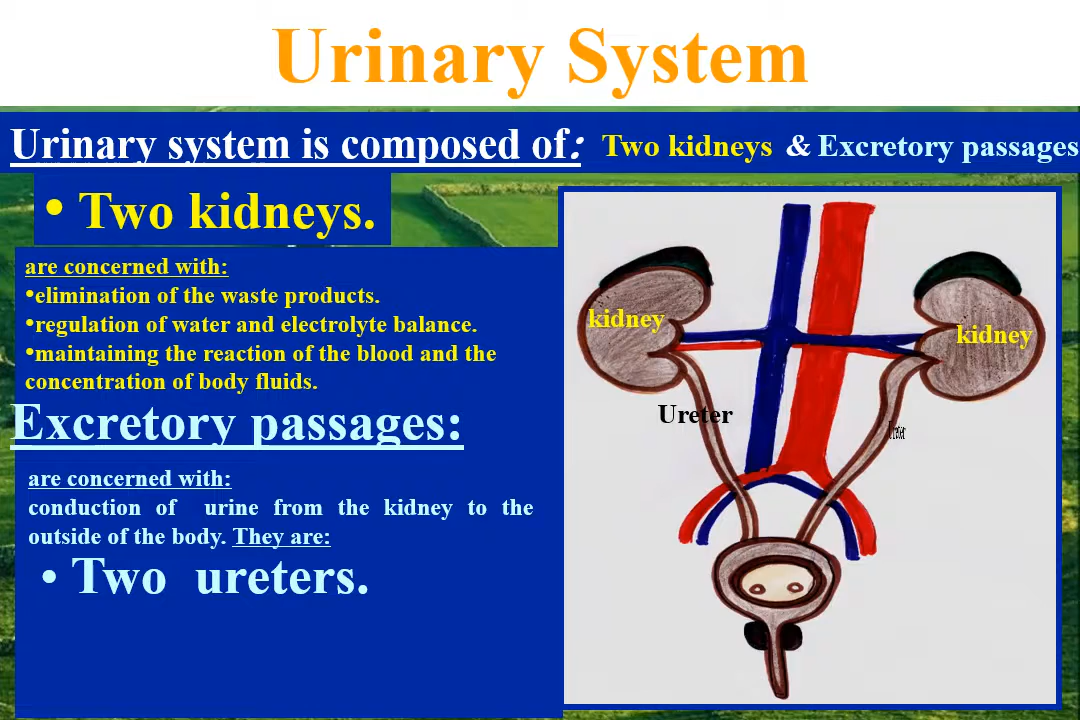 Urinary System
Urinary system is composed of: Two kidneys & Excretory passages
• Two kidneys.
are concerned with:
•elimination of the waste products.
•regulation of water and electrolyte balance.
•maintaining the reaction of the blood and the
concentration of body fluids.
Excretory passages:
are concerned with:
conduction of urine from the kidney to the
outside of the body. They are:
• Two ureters.
kidney
kidney
Ureter
Ureter